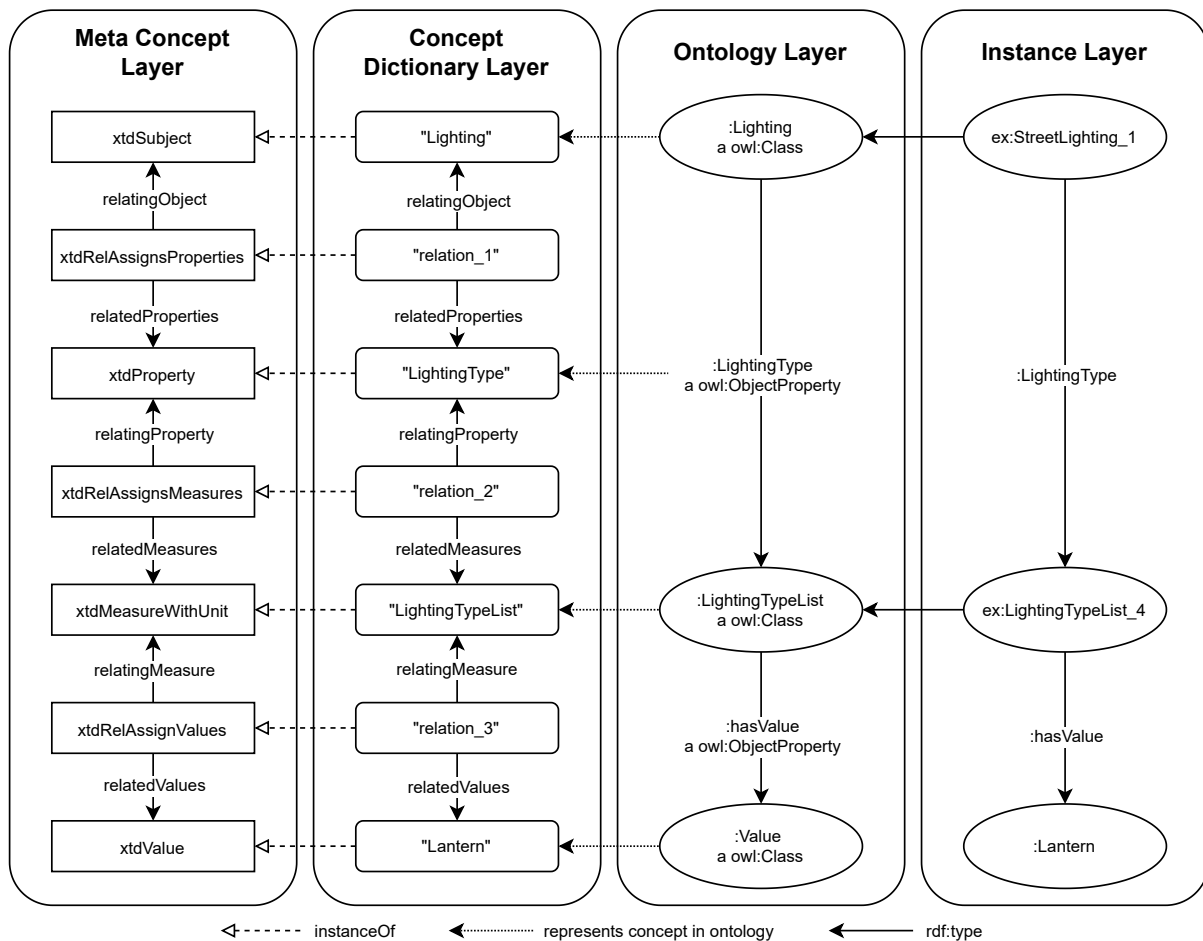 Meta Concept
Layer
xtdSubject
relatingObject
xtdRelAssignsProperties
relatedProperties
xtdProperty
relatingProperty
xtdRelAssignsMeasures
relatedMeasures
xtdMeasureWithUnit
relatingMeasure
xtdRelAssignValues
relatedValues
xtdValue
Concept
Dictionary Layer
"Lighting"
relatingObject
"relation_1"
relatedProperties
"LightingType"
relatingProperty
"relation_2"
relatedMeasures
"LightingTypeList"
relatingMeasure
"relation_3"
relatedValues
"Lantern"
Ontology Layer
:Lighting
a owl:Class
:LightingType
a owl:ObjectProperty
:LightingTypeList
a owl:Class
:hasValue
a owl:ObjectProperty
:Value
a owl:Class
Instance Layer
ex:StreetLighting_1
:LightingType
ex:LightingTypeList_4
:hasValue
:Lantern
instanceOf
represents concept in ontology
rdf:type